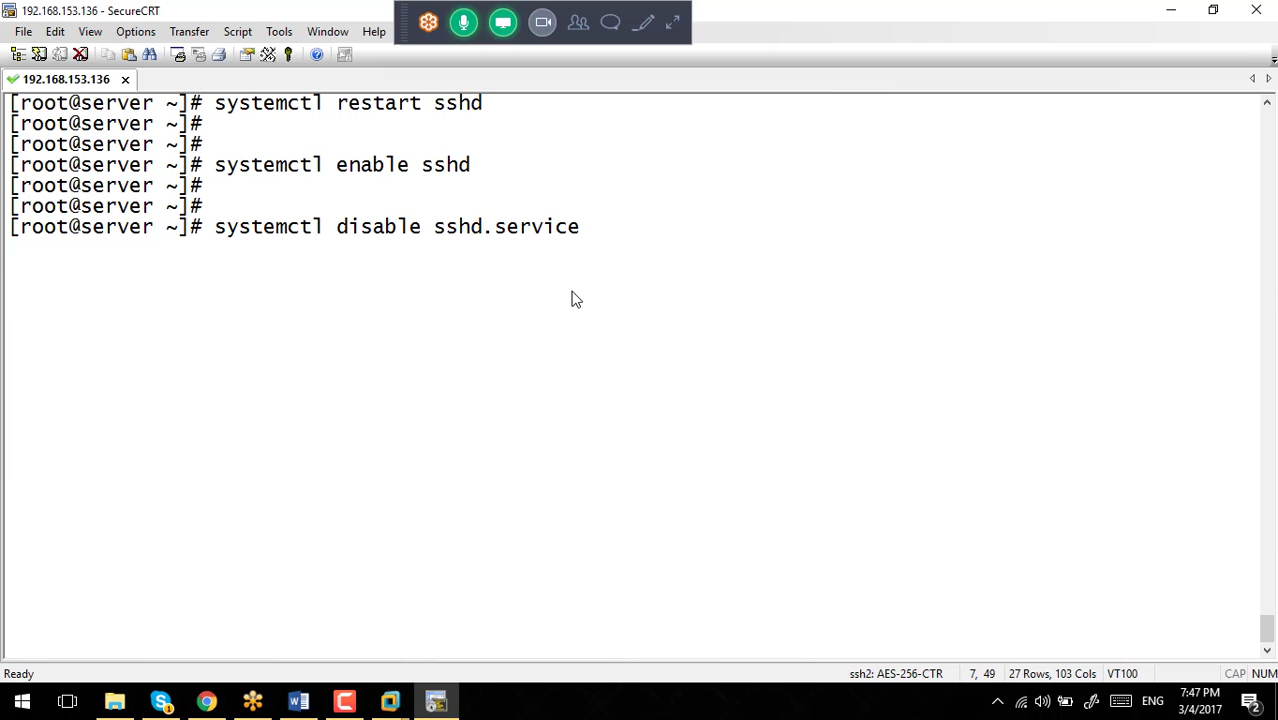 192.168.153.136 - SecureCRT
File Edit View Options Transfer Script Tools Window Help
192.168.153.136
[root@server ~]# systemctl restart sshd
[root@server ~]#
[root@server ~]#
[root@server ~]# systemctl enable sshd
[root@server ~]#
[root@server ~]#
[root@server ~]# systemctl disable sshd.service
Ready ssh2: AES-256-CTR 7, 49 27 Rows, 103 Cols VT100 CAP NUM
ENG
7:47 PM
3/4/2017
2